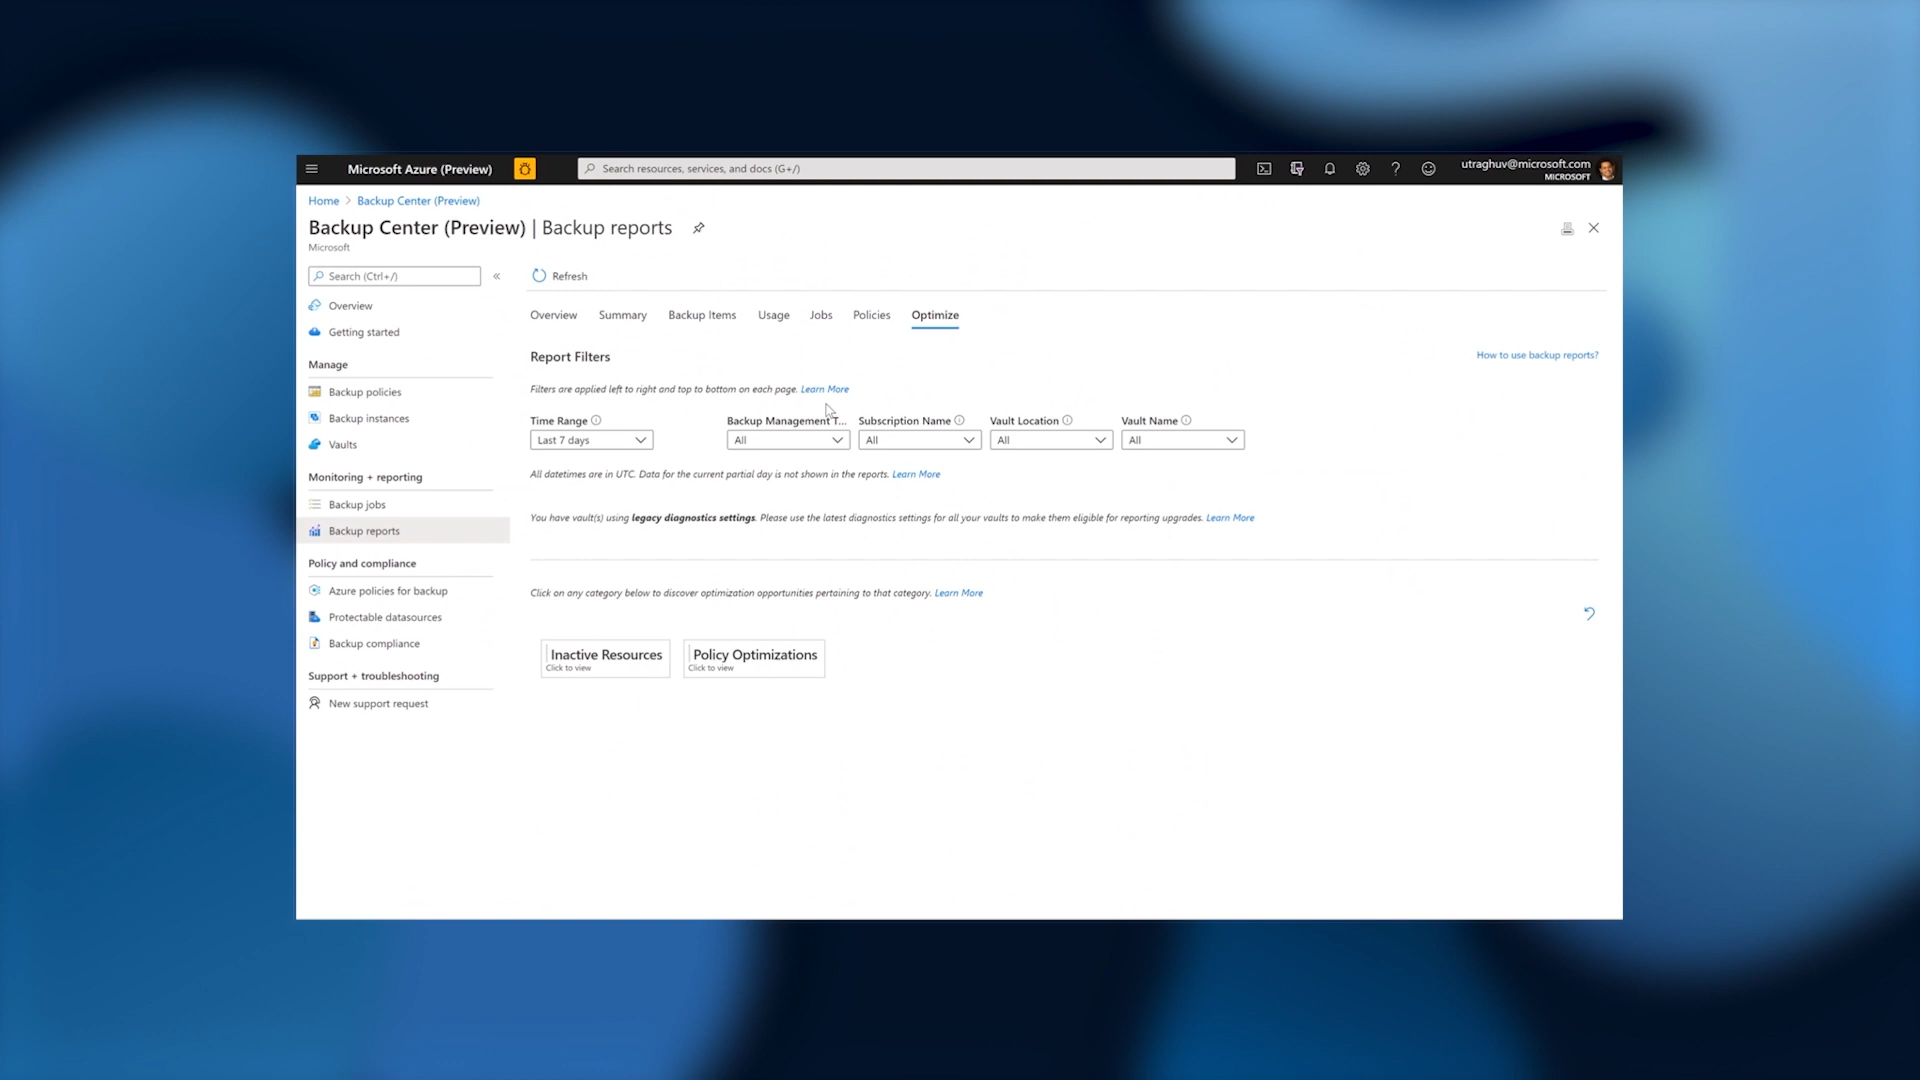 Microsoft Azure (Preview)
Search resources, services, and docs (G+/)
utraghuv@microsoft.com
MICROSOFT
Home > Backup Center (Preview)
Backup Center (Preview) | Backup reports
Microsoft
Search (Ctrl+/)
«
Refresh
Overview
Getting started
Manage
Backup policies
Backup instances
Vaults
Monitoring + reporting
Backup jobs
Backup reports
Policy and compliance
Azure policies for backup
Protectable datasources
Backup compliance
Support + troubleshooting
New support request
Overview Summary Backup Items Usage Jobs Policies Optimize
Report Filters
How to use backup reports?
Filters are applied left to right and top to bottom on each page. Learn More
Time Range Backup Management T... Subscription Name Vault Location Vault Name
Last 7 days All All All All
All datetimes are in UTC. Data for the current partial day is not shown in the reports. Learn More
You have vault(s) using legacy diagnostics settings. Please use the latest diagnostics settings for all your vaults to make them eligible for reporting upgrades. Learn More
Click on any category below to discover optimization opportunities pertaining to that category. Learn More
Inactive Resources
Click to view
Policy Optimizations
Click to view